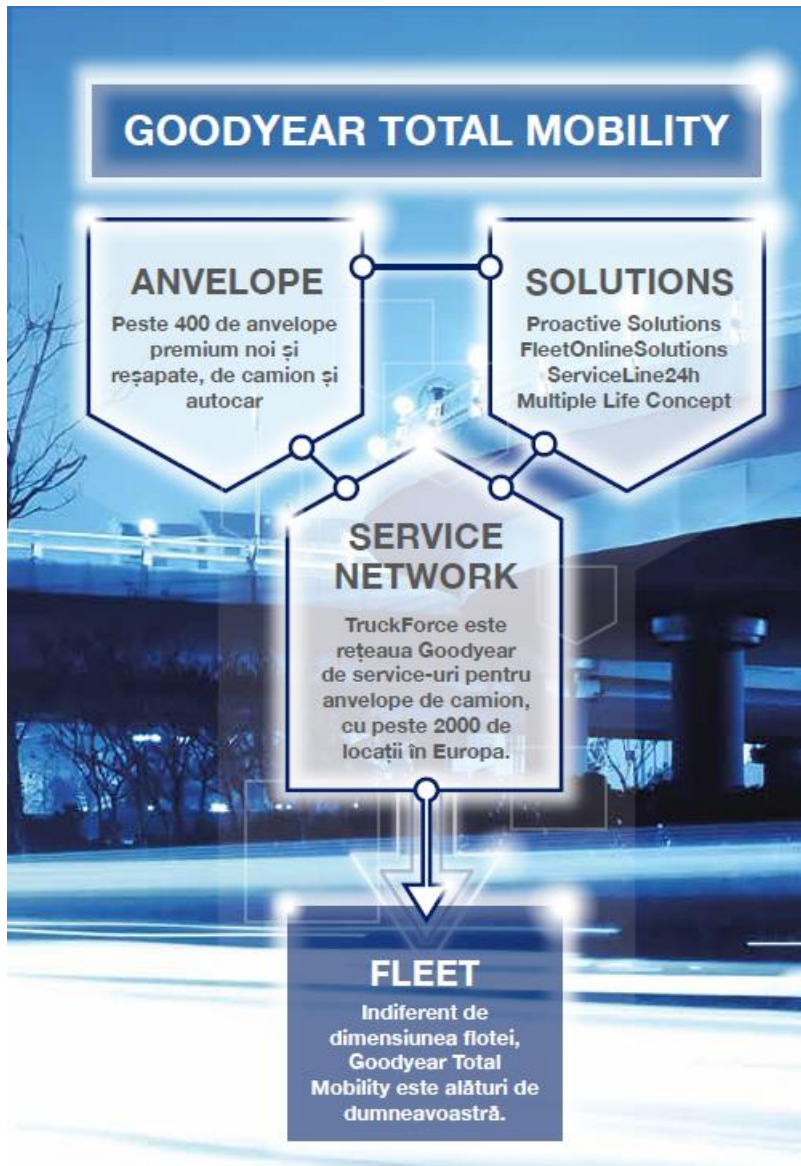 GOODYEAR TOTAL MOBILITY
ANVELOPE
Peste 400 de anvelope
premium noi și
reșapate, de camion și
autocar
SOLUTIONS
Proactive Solutions
FleetOnlineSolutions
ServiceLine24h
Multiple Life Concept
SERVICE
NETWORK
TruckForce este
rețeaua Goodyear
de service-uri pentru
anvelope de camion,
cu peste 2000 de
locații în Europa.
FLEET
Indiferent de
dimensiunea flotei,
Goodyear Total
Mobility este alături de
dumneavoastră.